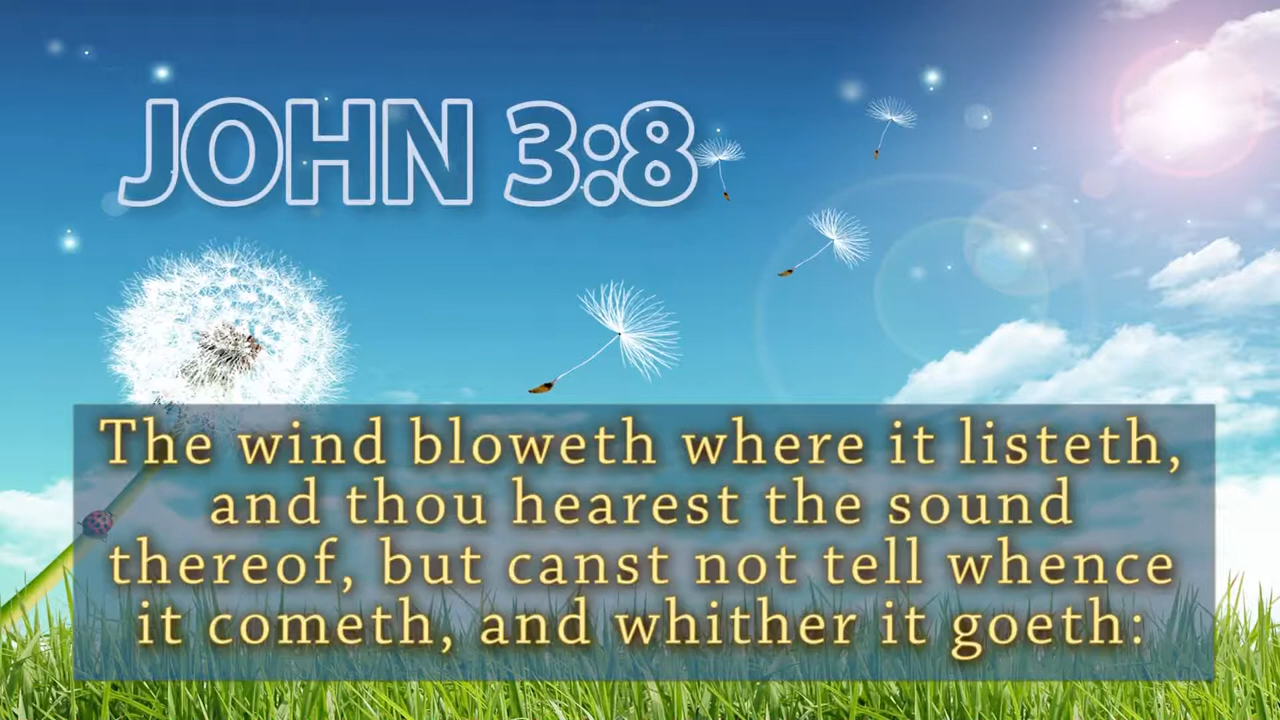 JOHN 3:8
The wind bloweth where it listeth,
and thou hearest the sound
thereof, but canst not tell whence
it cometh, and whither it goeth: